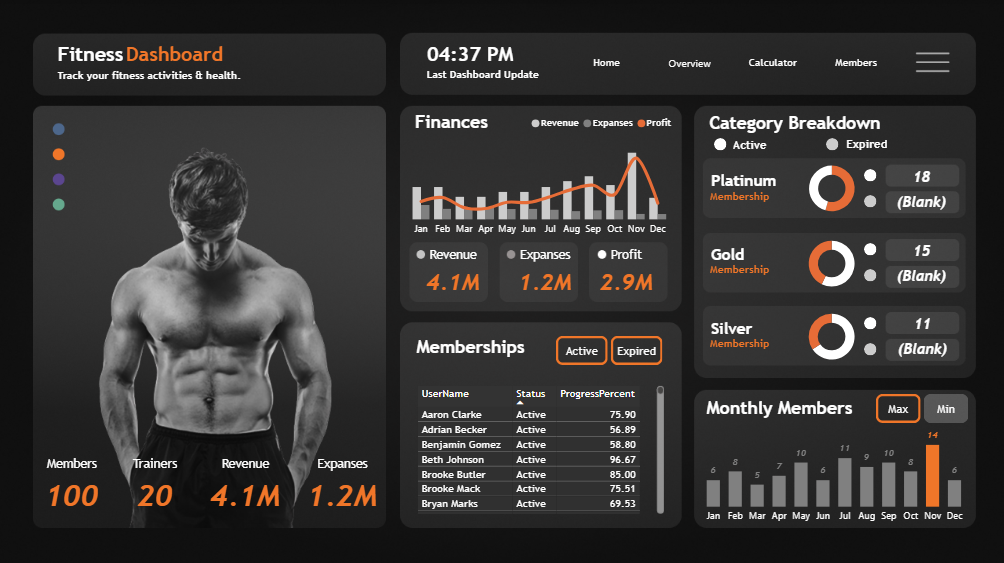 Fitness Dashboard
Track your fitness activities & health.
04:37 PM
Last Dashboard Update
Home
Overview
Calculator
Members
Members
100
Trainers
20
Revenue
4.1M
Expanses
1.2M
Finances
Revenue Expanses Profit
Jan Feb Mar Apr May Jun Jul Aug Sep Oct Nov Dec
Revenue
4.1M
Expanses
1.2M
Profit
2.9M
Memberships
Active
Expired
UserName Status ProgressPercent
Aaron Clarke Active 75.90
Adrian Becker Active 56.89
Benjamin Gomez Active 58.80
Beth Johnson Active 96.67
Brooke Butler Active 85.00
Brooke Mack Active 75.51
Bryan Marks Active 69.53
Category Breakdown
Active Expired
Platinum
Membership
18
(Blank)
Gold
Membership
15
(Blank)
Silver
Membership
11
(Blank)
Monthly Members
Max
Min
6 8 5 7 10 6 11 9 10 8 14 6
Jan Feb Mar Apr May Jun Jul Aug Sep Oct Nov Dec